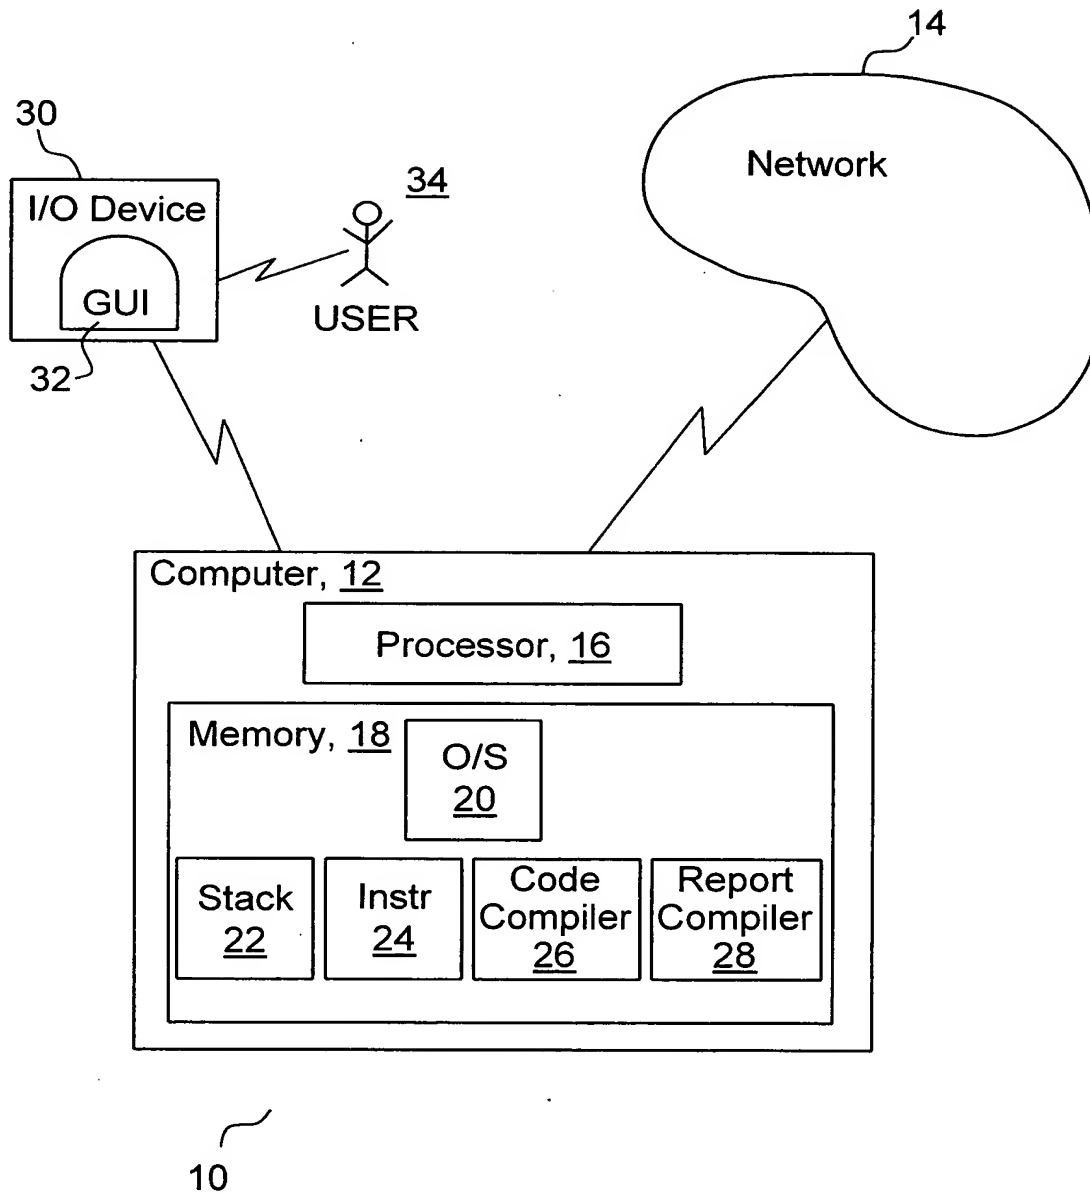 14
30
Network
34
I/O Device
GUI
USER
32
Computer, 12
Processor, 16
Memory, 18
O/S
20
Stack
22
Instr
24
Code
Compiler
26
Report
Compiler
28
10